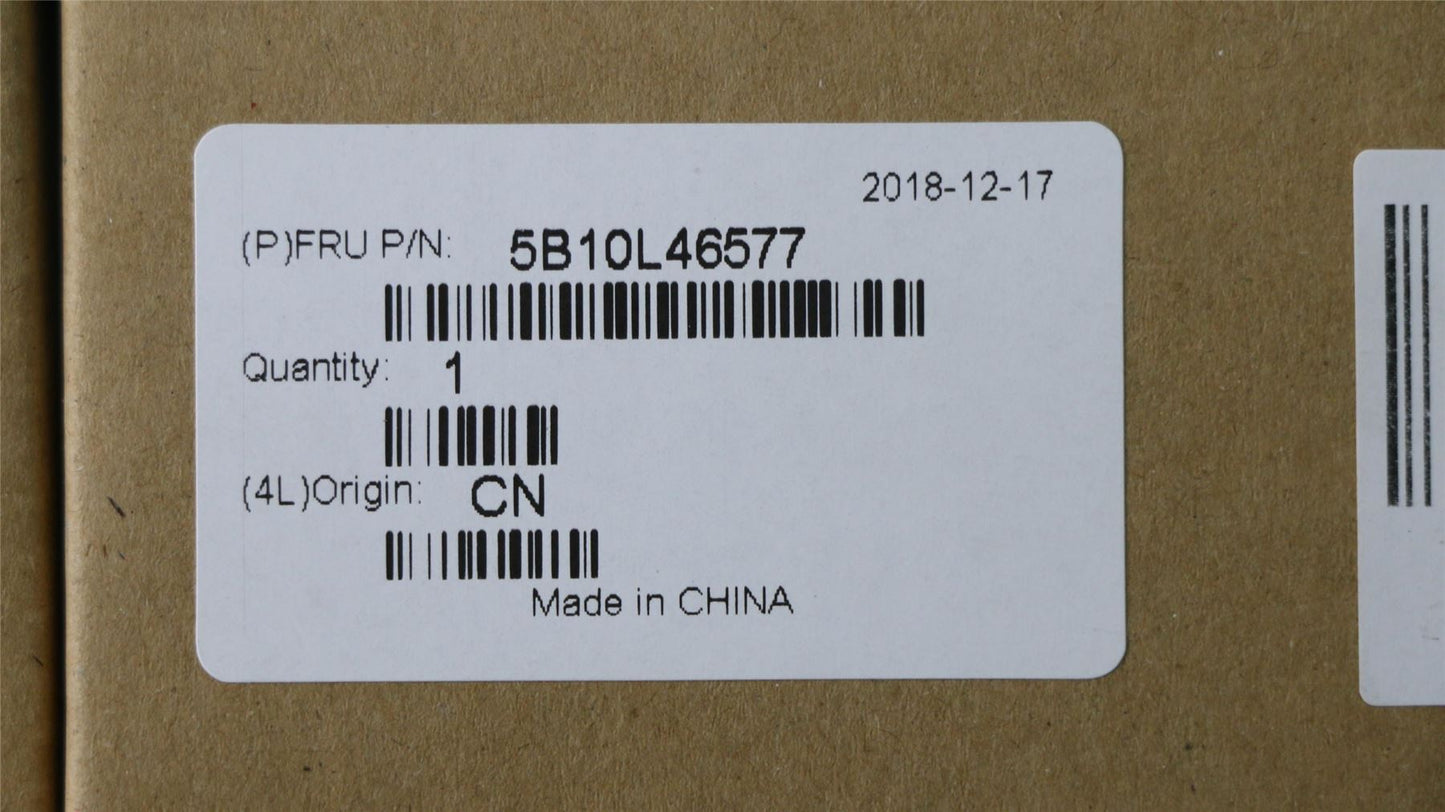 2018-12-17
(P)FRU P/N: 5B10L46577
Quantity: 1
(4L)Origin: CN
Made in CHINA